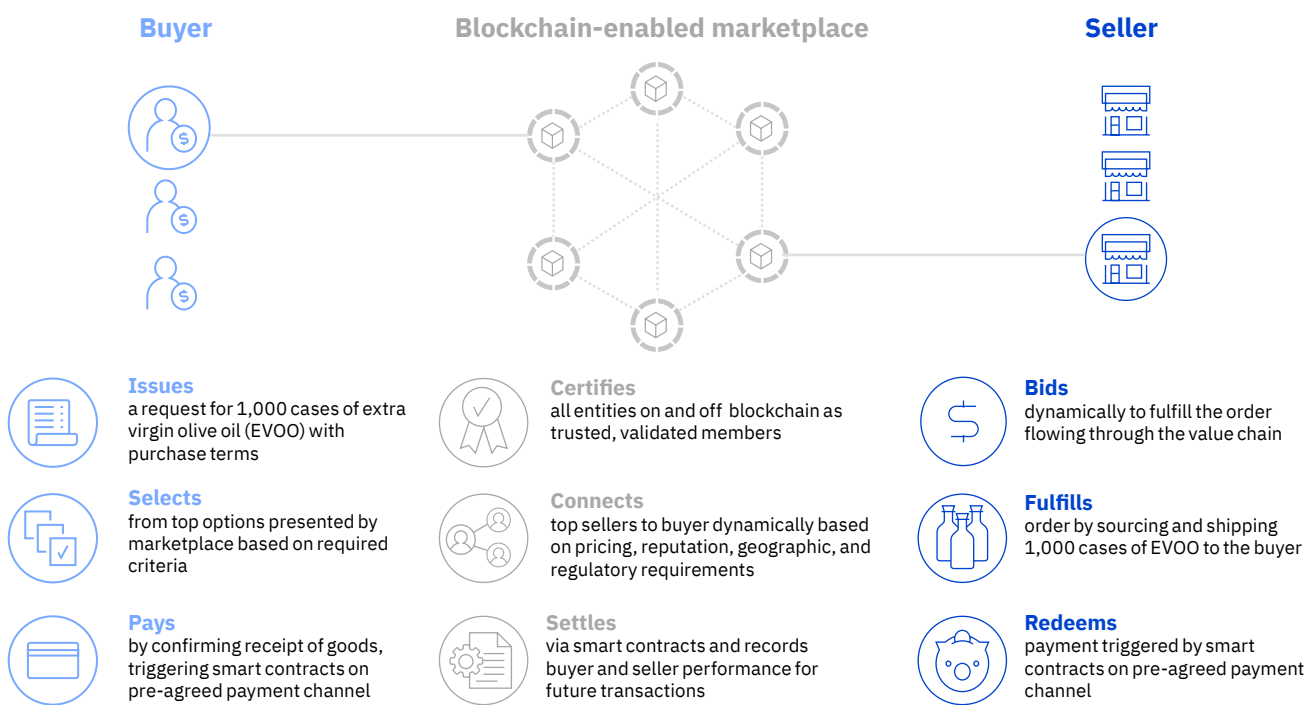 Buyer
Blockchain-enabled marketplace
Seller
$
$
$
Issues
a request for 1,000 cases of extra
virgin olive oil (EVOO) with
purchase terms
Certifies
all entities on and off blockchain as
trusted, validated members
Bids
dynamically to fulfill the order
flowing through the value chain
Selects
from top options presented by
marketplace based on required
criteria
Connects
top sellers to buyer dynamically based
on pricing, reputation, geographic, and
regulatory requirements
Fulfills
order by sourcing and shipping
1,000 cases of EVOO to the buyer
Pays
by confirming receipt of goods,
triggering smart contracts on
pre-agreed payment channel
Settles
via smart contracts and records
buyer and seller performance for
future transactions
Redeems
payment triggered by smart
contracts on pre-agreed payment
channel